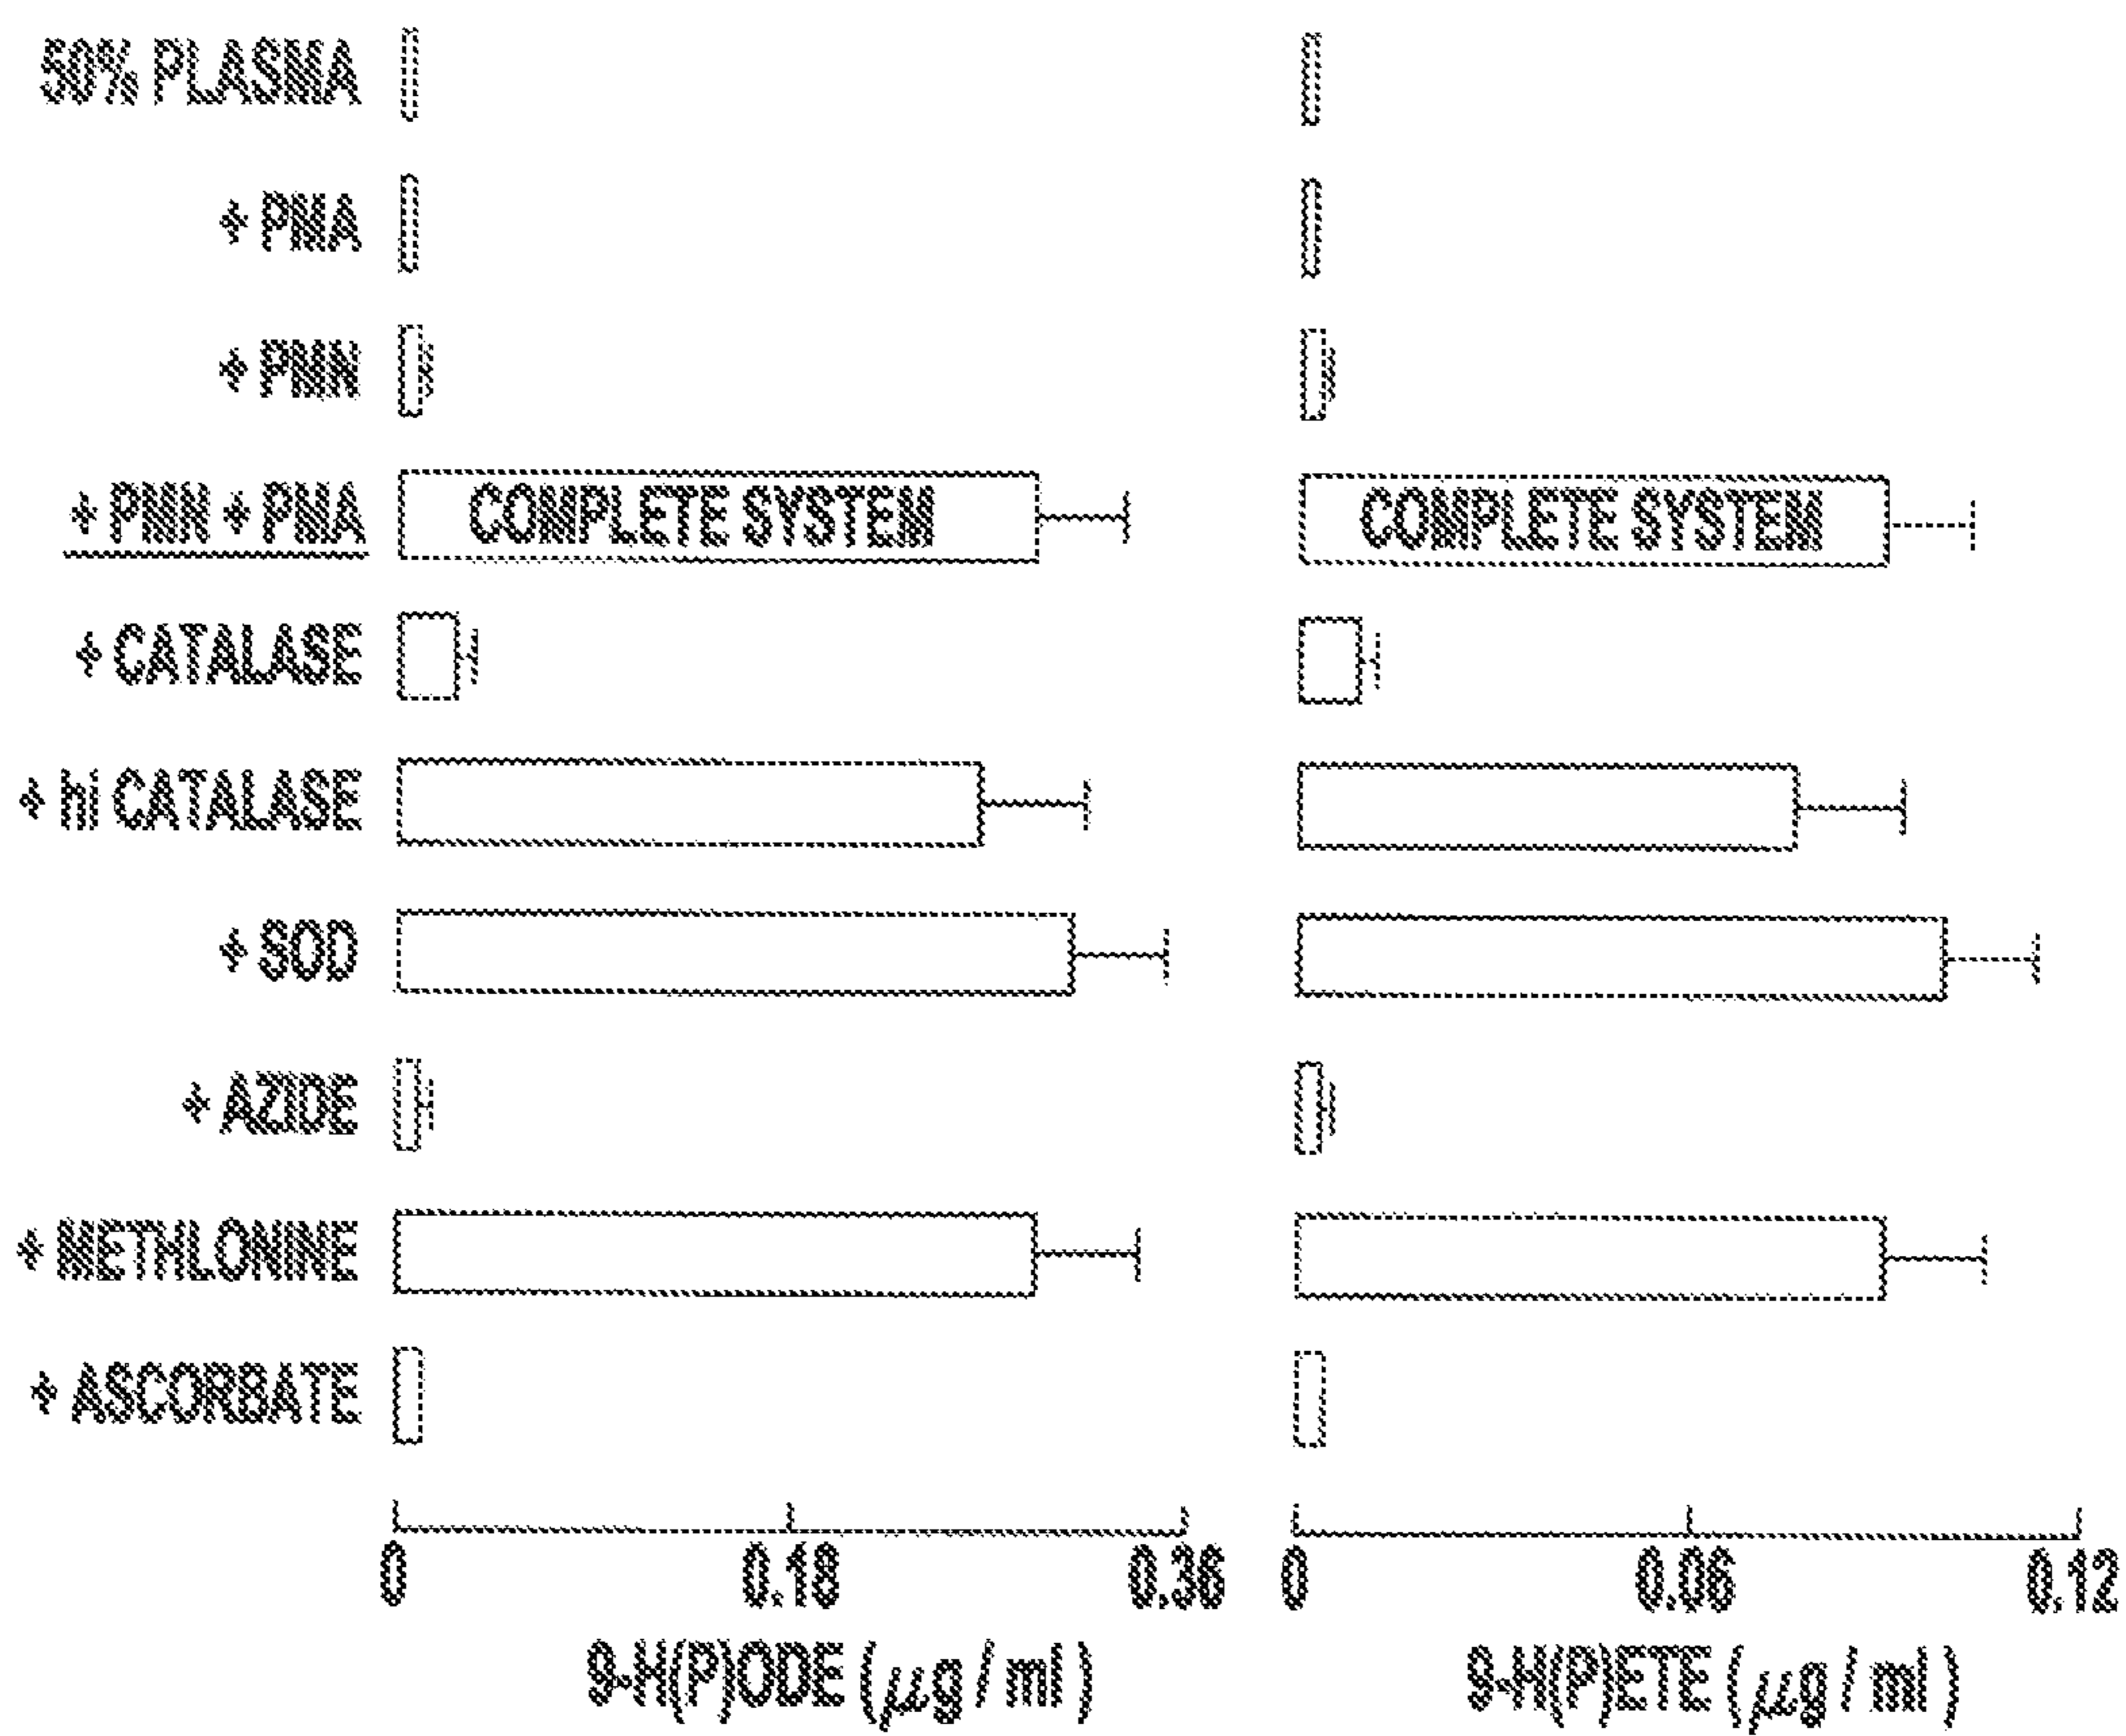 50% PLASMA
+ PMA
+ PMN
+ PMN + PMA
COMPLETE SYSTEM
COMPLETE SYSTEM
+ CATALASE
+ hi CATALASE
+ SOD
+ AZIDE
+ METHLONINE
+ ASCORBATE
0 0.18 0.36
0 0.06 0.12
9-H(P)ODE (μg / ml )
9-H(P)ETE (μg / ml )